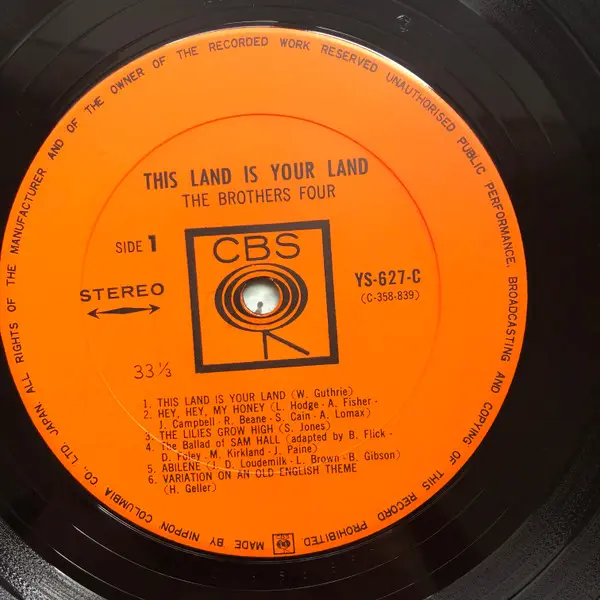 ALL RIGHTS OF THE MANUFACTURER AND OF THE OWNER OF THE RECORDED WORK RESERVED UNAUTHORISED PUBLIC PERFORMANCE, BROADCASTING AND COPYING OF THIS RECORD PROHIBITED
MADE BY NIPPON COLUMBIA CO., LTD. JAPAN.
THIS LAND IS YOUR LAND
THE BROTHERS FOUR
SIDE 1
CBS
YS-627-C
STEREO
(C-358-839)
33 1/3
1. THIS LAND IS YOUR LAND (W. Guthrie)
2. HEY, HEY, MY HONEY (L. Hodge - A. Fisher -
J. Campbell - R. Beane - S. Cain - A. Lomax)
3. THE LILIES GROW HIGH (S. Jones)
4. The Ballad of SAM HALL (adapted by B. Flick -
D. Foley - M. Kirkland - J. Paine)
5. ABILENE (J. D. Loudemilk - L. Brown - B. Gibson)
6. VARIATION ON AN OLD ENGLISH THEME
(H. Geller)